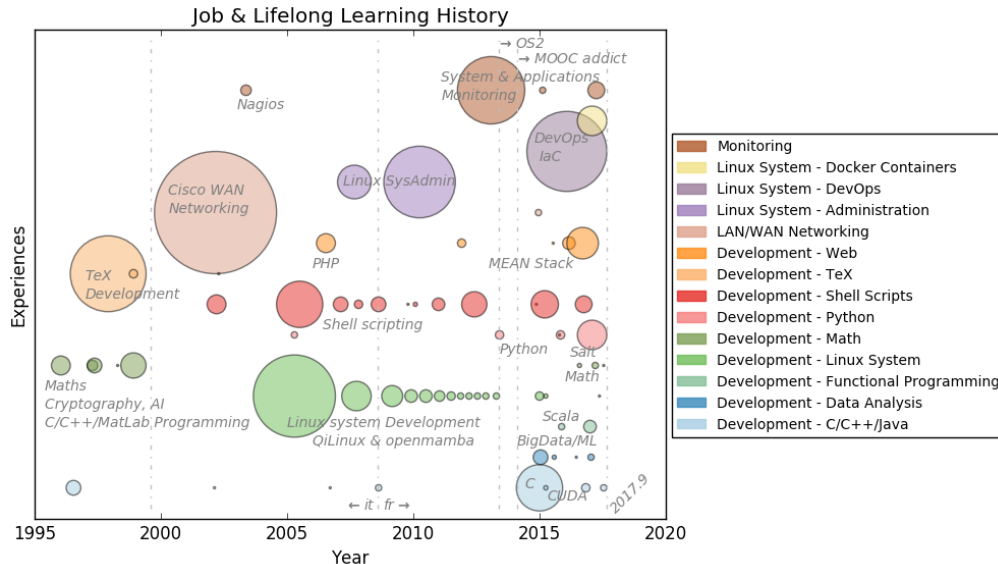 Job & Lifelong Learning History
→ OS2
→ MOOC addict
System & Applications
Monitoring
Nagios
DevOps
IaC
Linux SysAdmin
Cisco WAN
Networking
PHP
MEAN Stack
TeX
Development
Shell scripting
Python
Salt
Math
Maths
Cryptography, AI
C/C++/MatLab Programming
Linux system Development
QiLinux & openmamba
Scala
BigData/ML
C
CUDA
2017.9
← it
fr →
Experiences
1995
2000
2005
2010
2015
2020
Year
Monitoring
Linux System - Docker Containers
Linux System - DevOps
Linux System - Administration
LAN/WAN Networking
Development - Web
Development - TeX
Development - Shell Scripts
Development - Python
Development - Math
Development - Linux System
Development - Functional Programming
Development - Data Analysis
Development - C/C++/Java